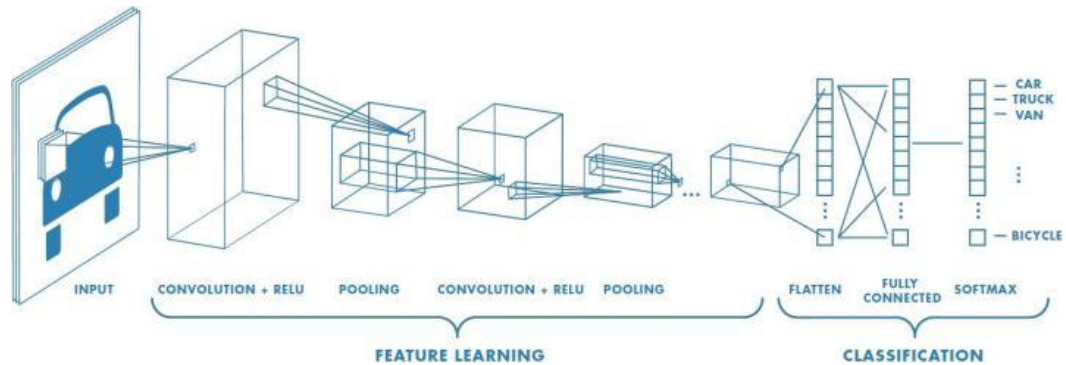 CAR
TRUCK
VAN
BICYCLE
INPUT
CONVOLUTION + RELU
POOLING
CONVOLUTION + RELU
POOLING
FLATTEN
FULLY
CONNECTED
SOFTMAX
FEATURE LEARNING
CLASSIFICATION